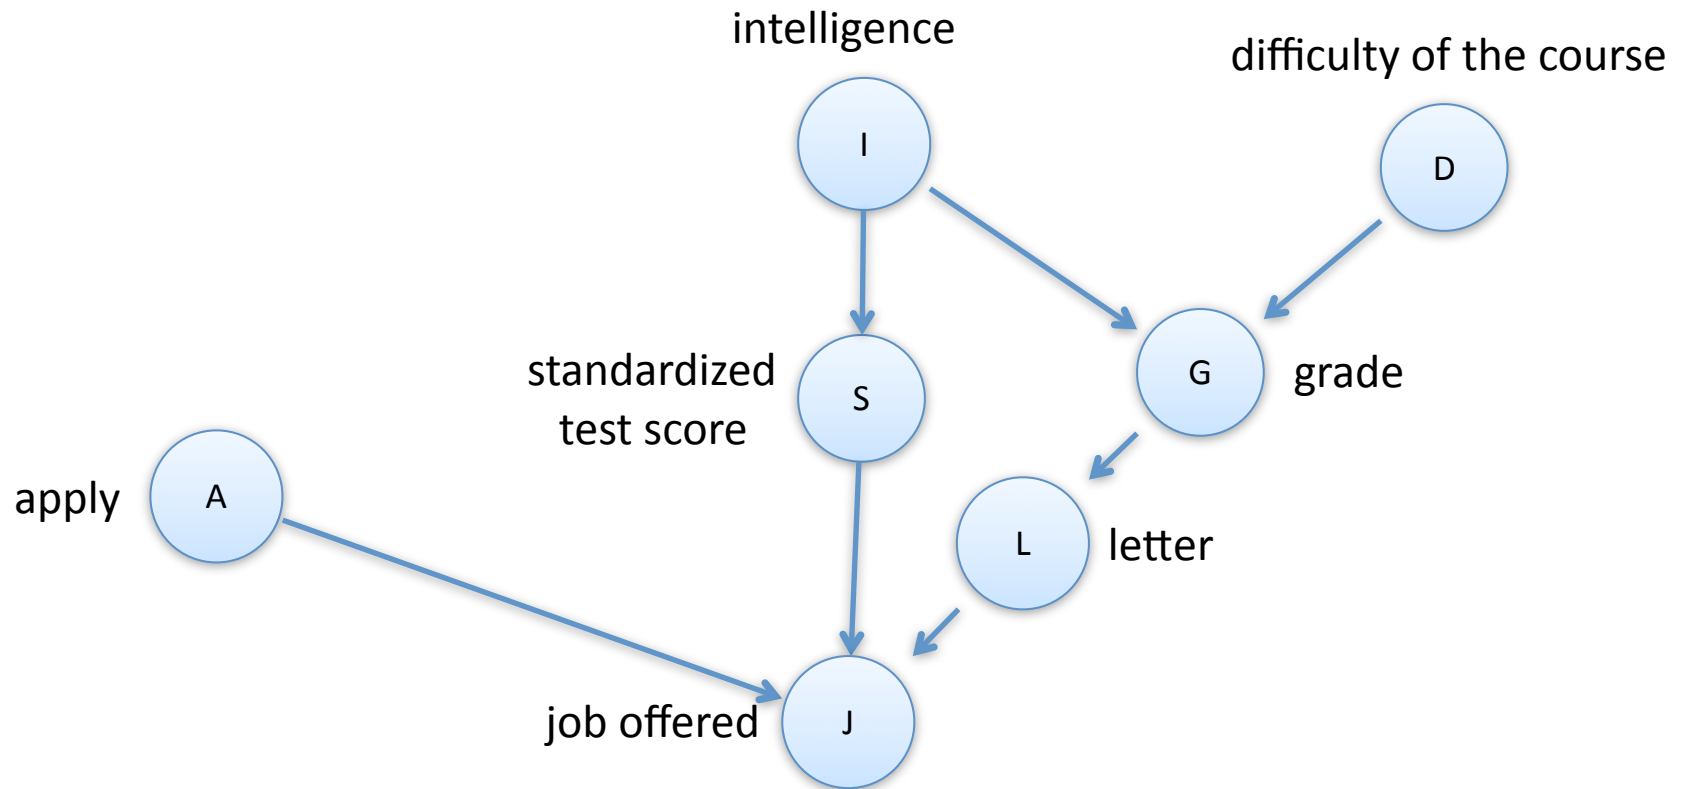 intelligence
difficulty of the course
I
D
standardized
test score
S
G
grade
apply
A
L
letter
job offered
J